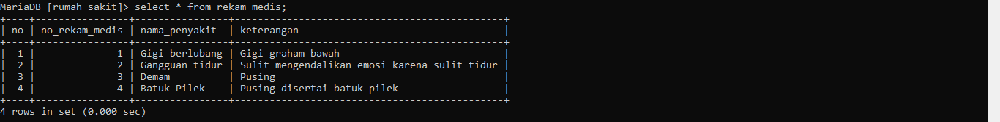 MariaDB [rumah_sakit]> select * from rekam_medis;
+----+----------------+----------------+---------------------------------------------+
| no | no_rekam_medis | nama_penyakit  | keterangan                                  |
+----+----------------+----------------+---------------------------------------------+
|  1 |              1 | Gigi berlubang | Gigi graham bawah                           |
|  2 |              2 | Gangguan tidur | Sulit mengendalikan emosi karena sulit tidur |
|  3 |              3 | Demam          | Pusing                                      |
|  4 |              4 | Batuk Pilek    | Pusing disertai batuk pilek                 |
+----+----------------+----------------+---------------------------------------------+
4 rows in set (0.000 sec)